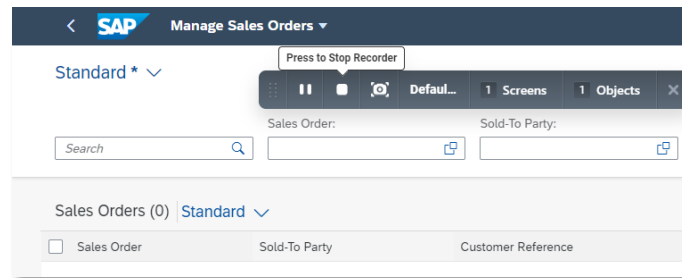 SAP Manage Sales Orders
Press to Stop Recorder
Standard *
Defaul... 1 Screens 1 Objects
Sales Order: Sold-To Party:
Search
Sales Orders (0) Standard
Sales Order Sold-To Party Customer Reference